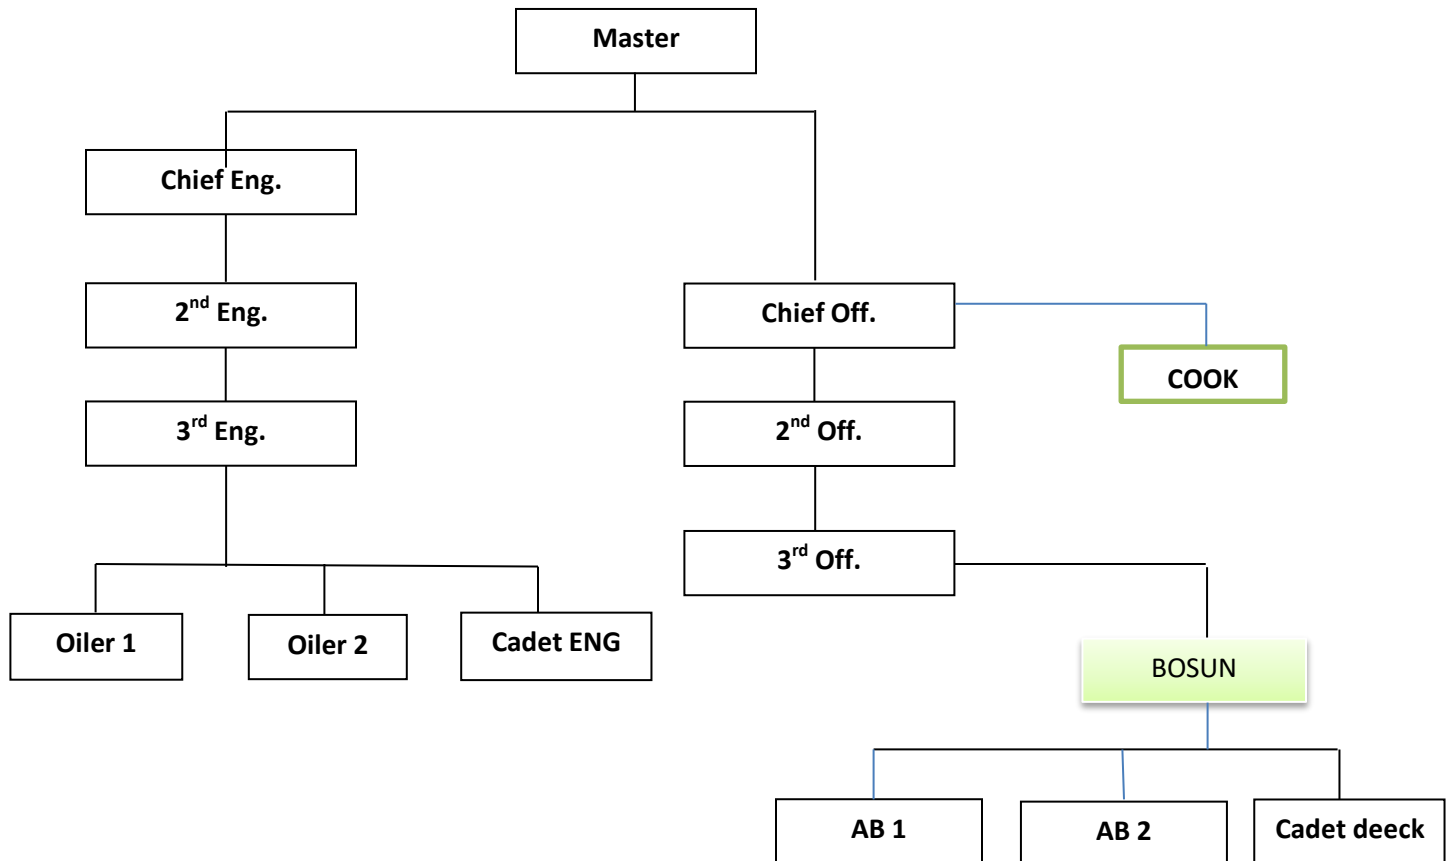 Master
Chief Eng.
2nd Eng.
Chief Off.
COOK
3rd Eng.
2nd Off.
3rd Off.
Oiler 1
Oiler 2
Cadet ENG
BOSUN
AB 1
AB 2
Cadet deeck